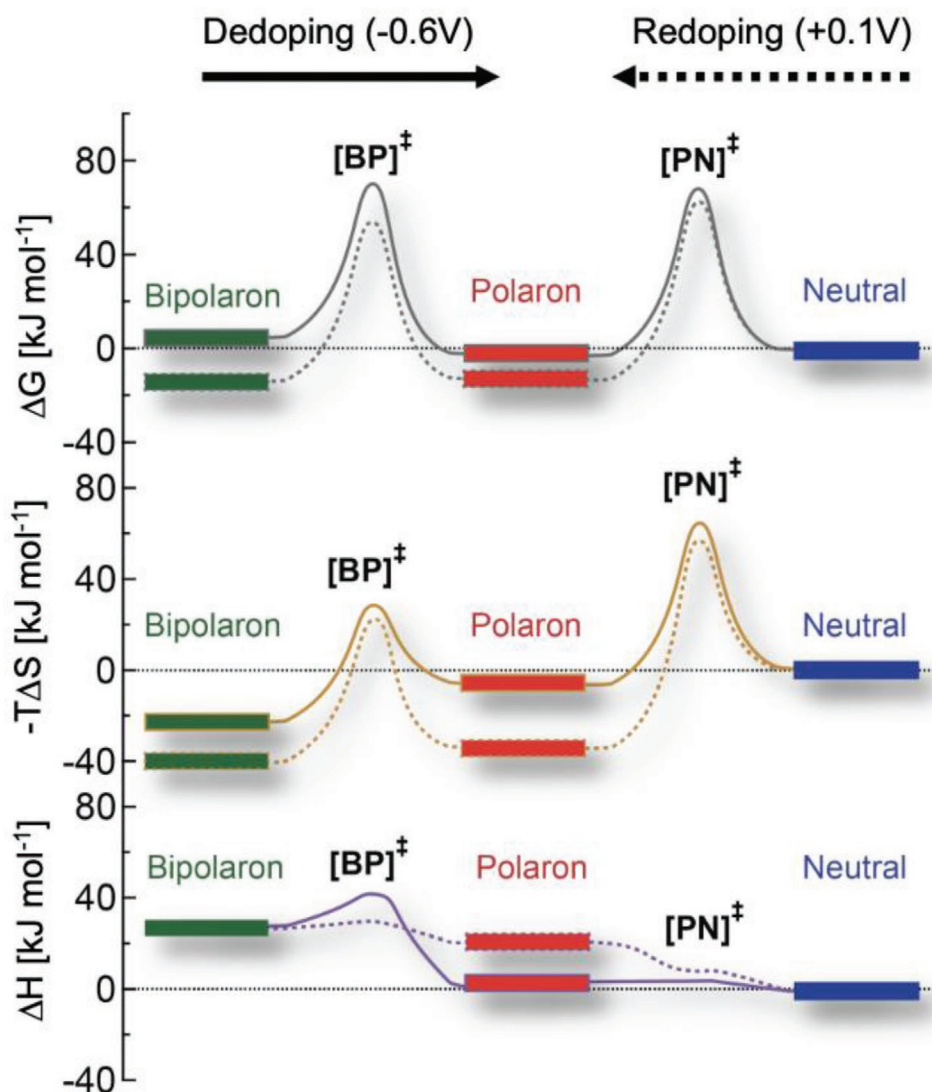 Dedoping (-0.6V) Redoping (+0.1V)
80
[BP]‡ [PN]‡
40
Bipolaron Polaron Neutral
0
-40
ΔG [kJ mol⁻¹]
80
[PN]‡
[BP]‡
40
Bipolaron Polaron Neutral
0
-40
-TΔS [kJ mol⁻¹]
80
Bipolaron [BP]‡ Polaron Neutral
40
[PN]‡
0
-40
ΔH [kJ mol⁻¹]